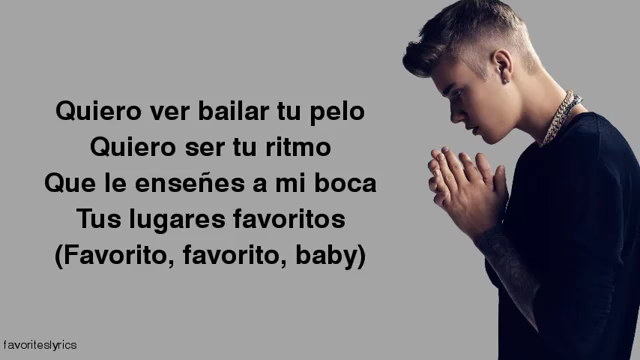 Quiero ver bailar tu pelo
Quiero ser tu ritmo
Que le enseñes a mi boca
Tus lugares favoritos
(Favorito, favorito, baby)
favoriteslyrics